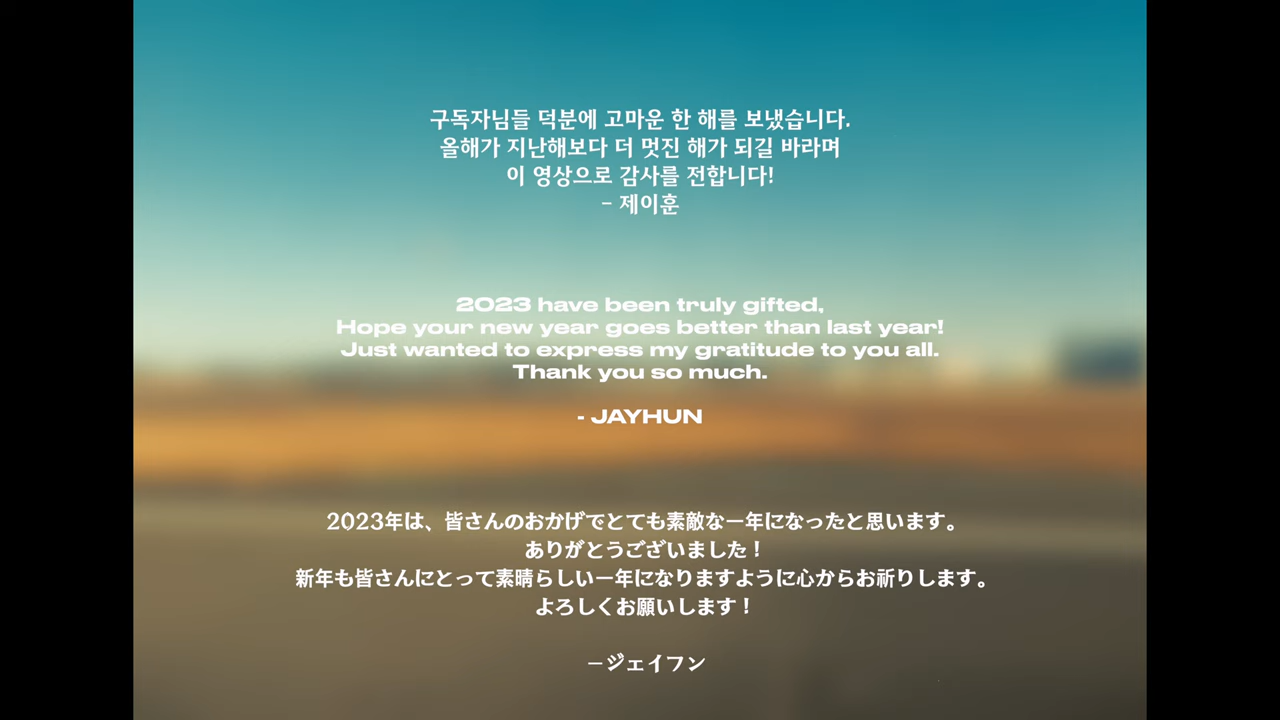 구독자님들 덕분에 고마운 한 해를 보냈습니다.
올해가 지난해보다 더 멋진 해가 되길 바라며
이 영상으로 감사를 전합니다!
- 제이훈
2023 have been truly gifted,
Hope your new year goes better than last year!
Just wanted to express my gratitude to you all.
Thank you so much.
- JAYHUN
2023年は、皆さんのおかげでとても素敵な一年になったと思います。
ありがとうございました！
新年も皆さんにとって素晴らしい一年になりますように心からお祈りします。
よろしくお願いします！
–ジェイフン